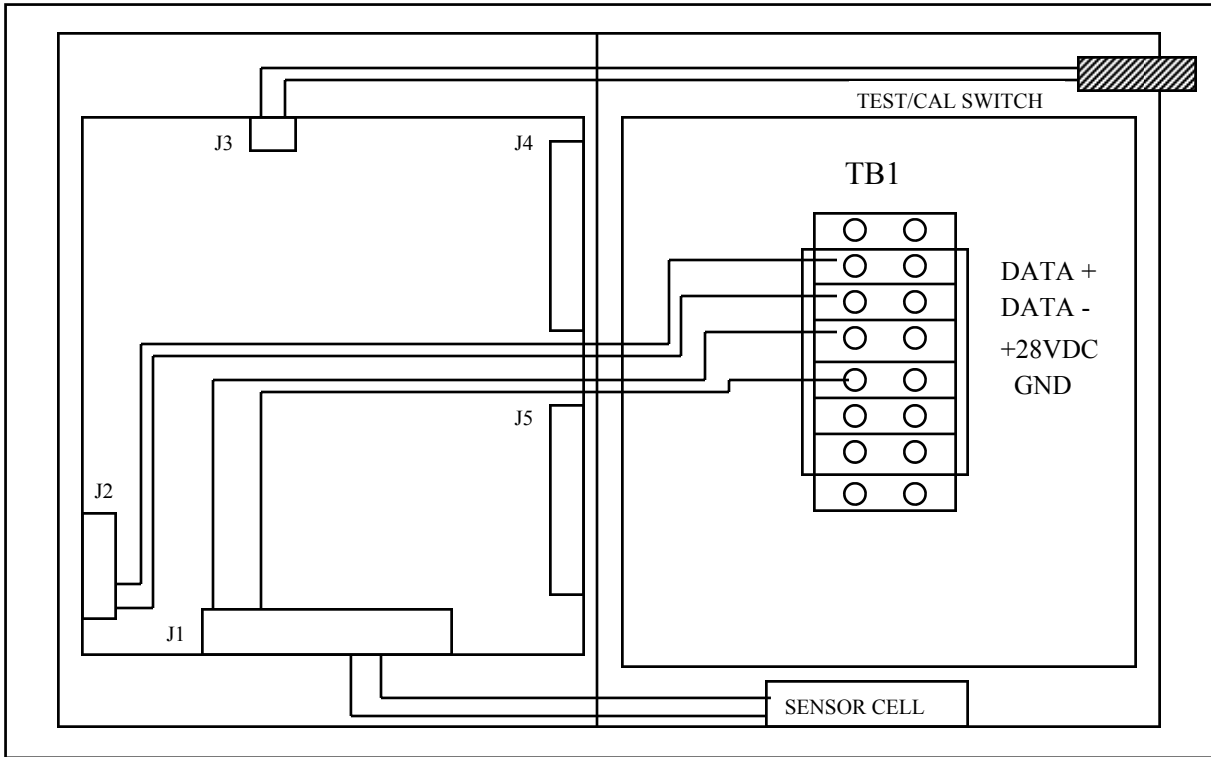 TEST/CAL SWITCH
J3
J4
TB1
DATA +
DATA -
+28VDC
GND
J5
J2
J1
SENSOR CELL